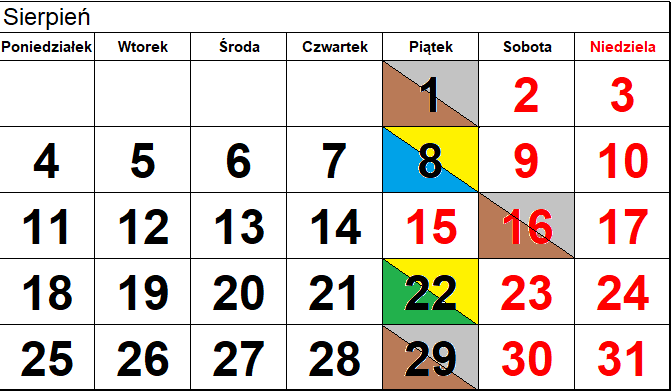 Sierpień
Poniedziałek Wtorek Środa Czwartek Piątek Sobota Niedziela
1 2 3
4 5 6 7 8 9 10
11 12 13 14 15 16 17
18 19 20 21 22 23 24
25 26 27 28 29 30 31